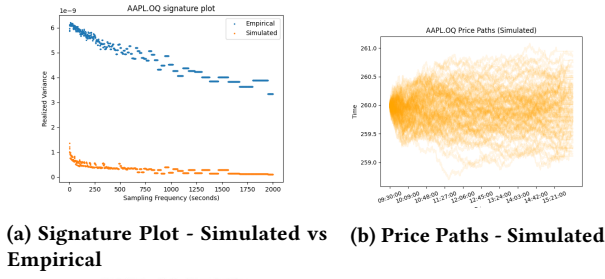 AAPL.OQ signature plot
1e−9
Empirical
Simulated
Realized Variance
6
5
4
3
2
1
0
0 250 500 750 1000 1250 1500 1750 2000
Sampling Frequency (seconds)
(a) Signature Plot - Simulated vs
Empirical
AAPL.OQ Price Paths (Simulated)
Time
261.0
260.5
260.0
259.5
259.0
09:30:00 10:09:00 10:48:00 11:27:00 12:06:00 12:45:00 13:24:00 14:03:00 14:42:00 15:21:00
(b) Price Paths - Simulated